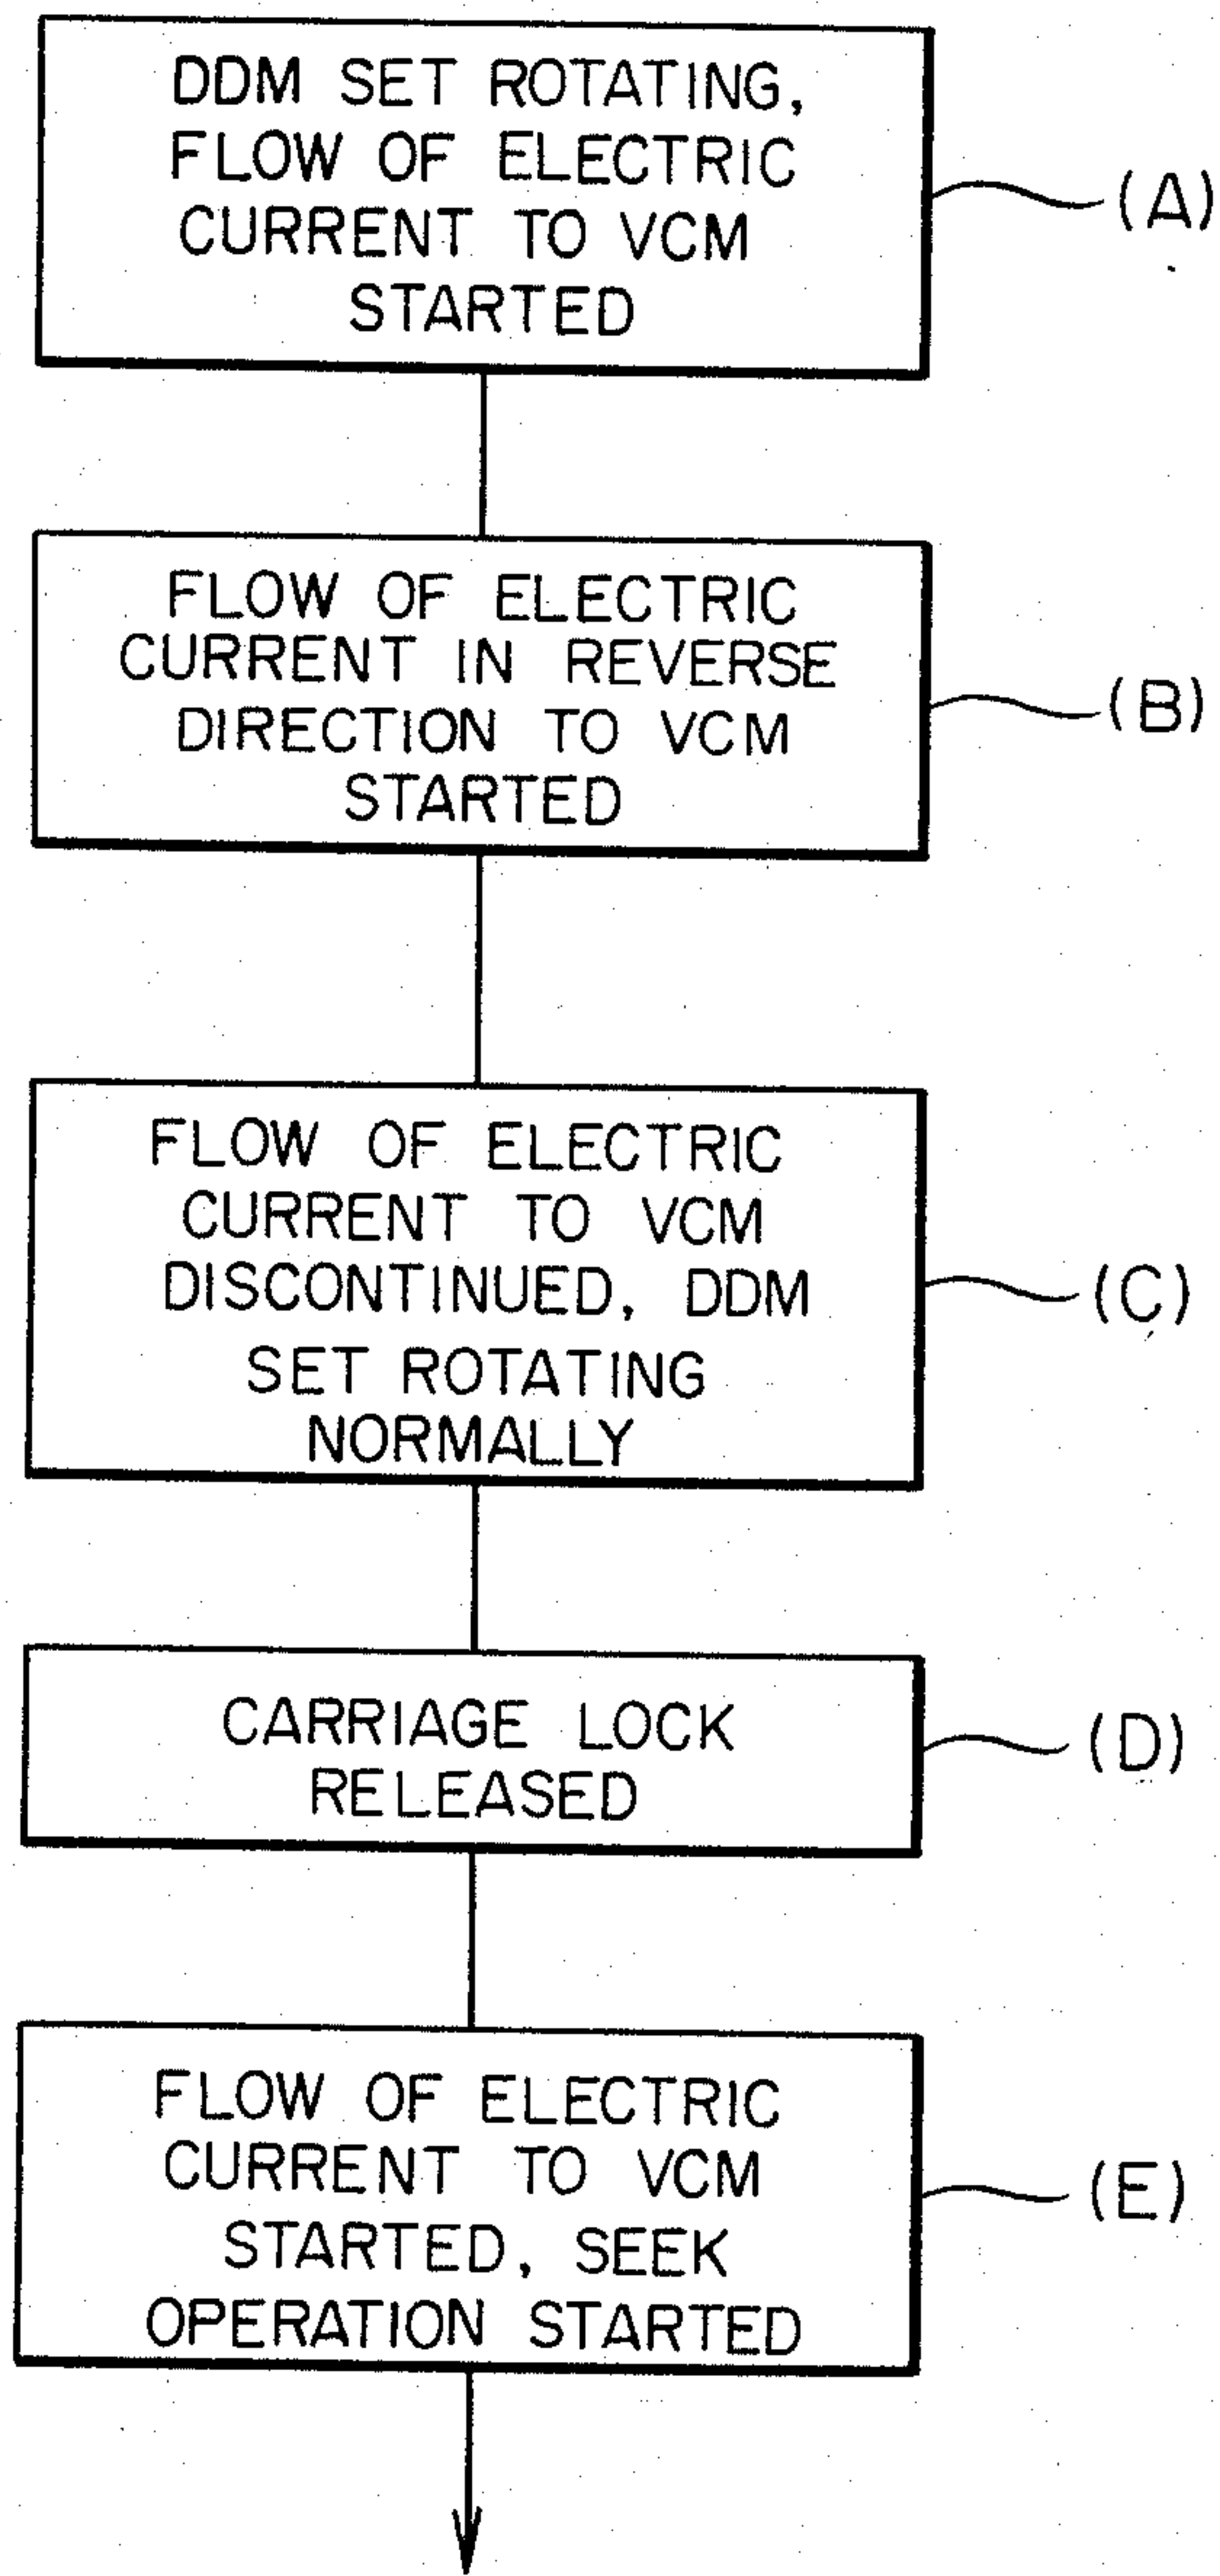 DDM SET ROTATING,
FLOW OF ELECTRIC
CURRENT TO VCM
STARTED
(A)
FLOW OF ELECTRIC
CURRENT IN REVERSE
DIRECTION TO VCM
STARTED
(B)
FLOW OF ELECTRIC
CURRENT TO VCM
DISCONTINUED, DDM
SET ROTATING
NORMALLY
(C)
CARRIAGE LOCK
RELEASED
(D)
FLOW OF ELECTRIC
CURRENT TO VCM
STARTED, SEEK
OPERATION STARTED
(E)